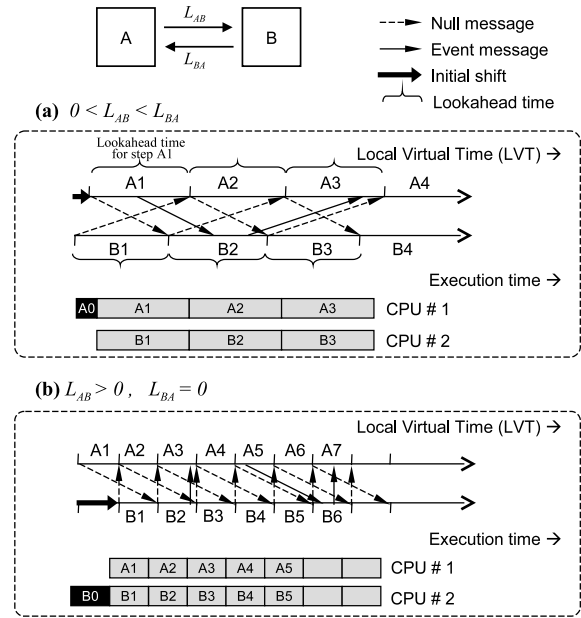 A
L_AB
L_BA
B
Null message
Event message
Initial shift
Lookahead time
(a) 0 < L_AB < L_BA
Lookahead time
for step A1
Local Virtual Time (LVT) →
A1 A2 A3 A4
B1 B2 B3 B4
Execution time →
A0 A1 A2 A3 CPU # 1
B1 B2 B3 CPU # 2
(b) L_AB > 0 , L_BA = 0
Local Virtual Time (LVT) →
A1 A2 A3 A4 A5 A6 A7
B1 B2 B3 B4 B5 B6
Execution time →
A1 A2 A3 A4 A5 CPU # 1
B0 B1 B2 B3 B4 B5 CPU # 2